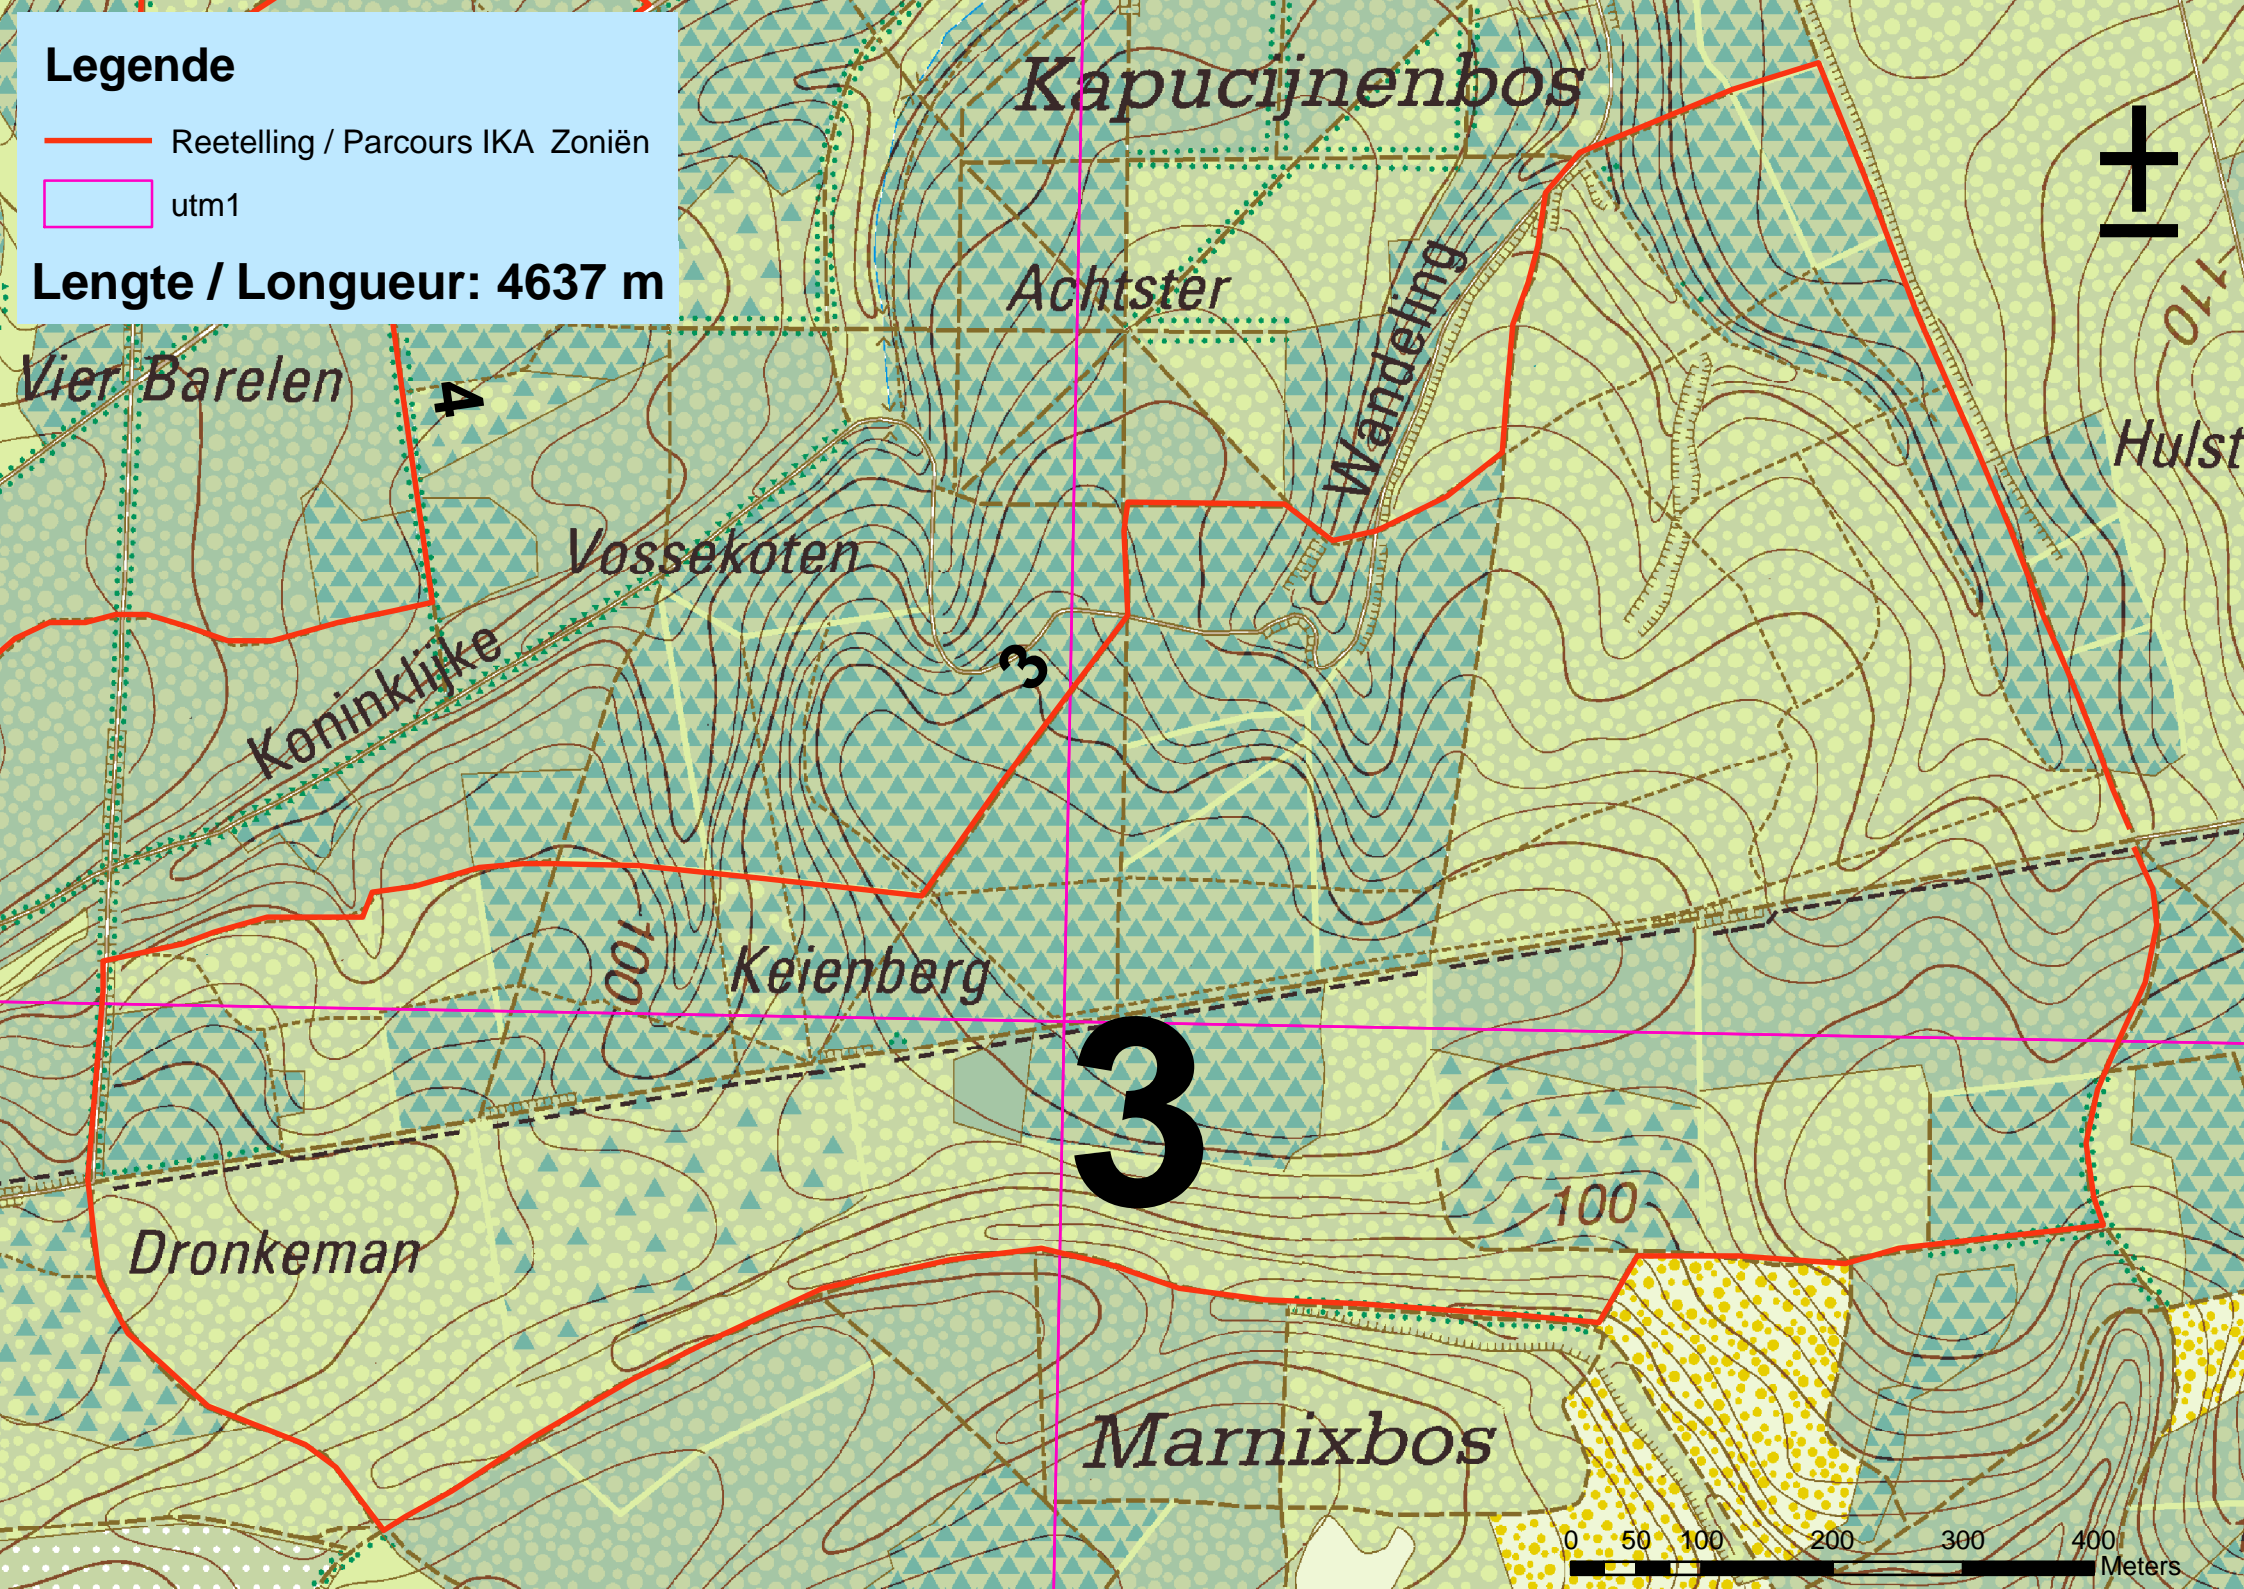 Legende
Reetelling / Parcours IKA Zoniën
utm1
Lengte / Longueur: 4637 m
Kapucijnenbos
Achtster
Wandeling
110
Vier Barelen
4
Hulst
Vossekoten
Koninklijke
3
100
Keienberg
3
100
Dronkeman
Marnixbos
0 50 100 200 300 400
Meters